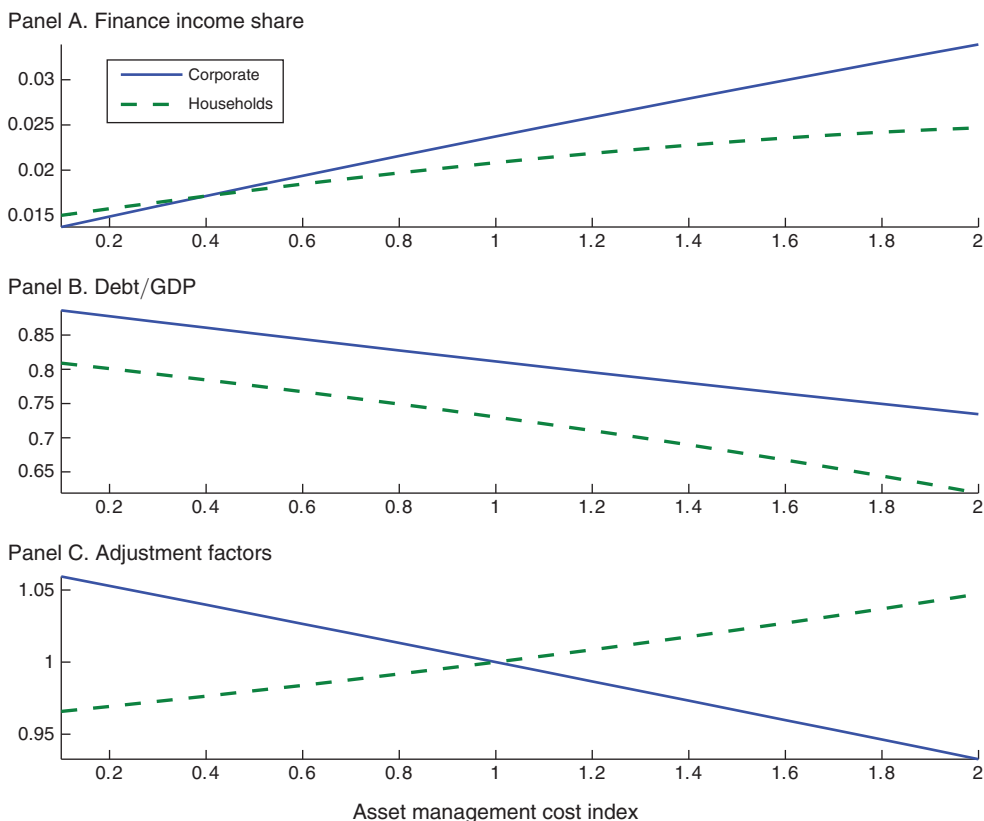 Panel A. Finance income share
0.03
0.025
0.02
0.015
Corporate
Households
0.2 0.4 0.6 0.8 1 1.2 1.4 1.6 1.8 2
Panel B. Debt/GDP
0.85
0.8
0.75
0.7
0.65
0.2 0.4 0.6 0.8 1 1.2 1.4 1.6 1.8 2
Panel C. Adjustment factors
1.05
1
0.95
0.2 0.4 0.6 0.8 1 1.2 1.4 1.6 1.8 2
Asset management cost index